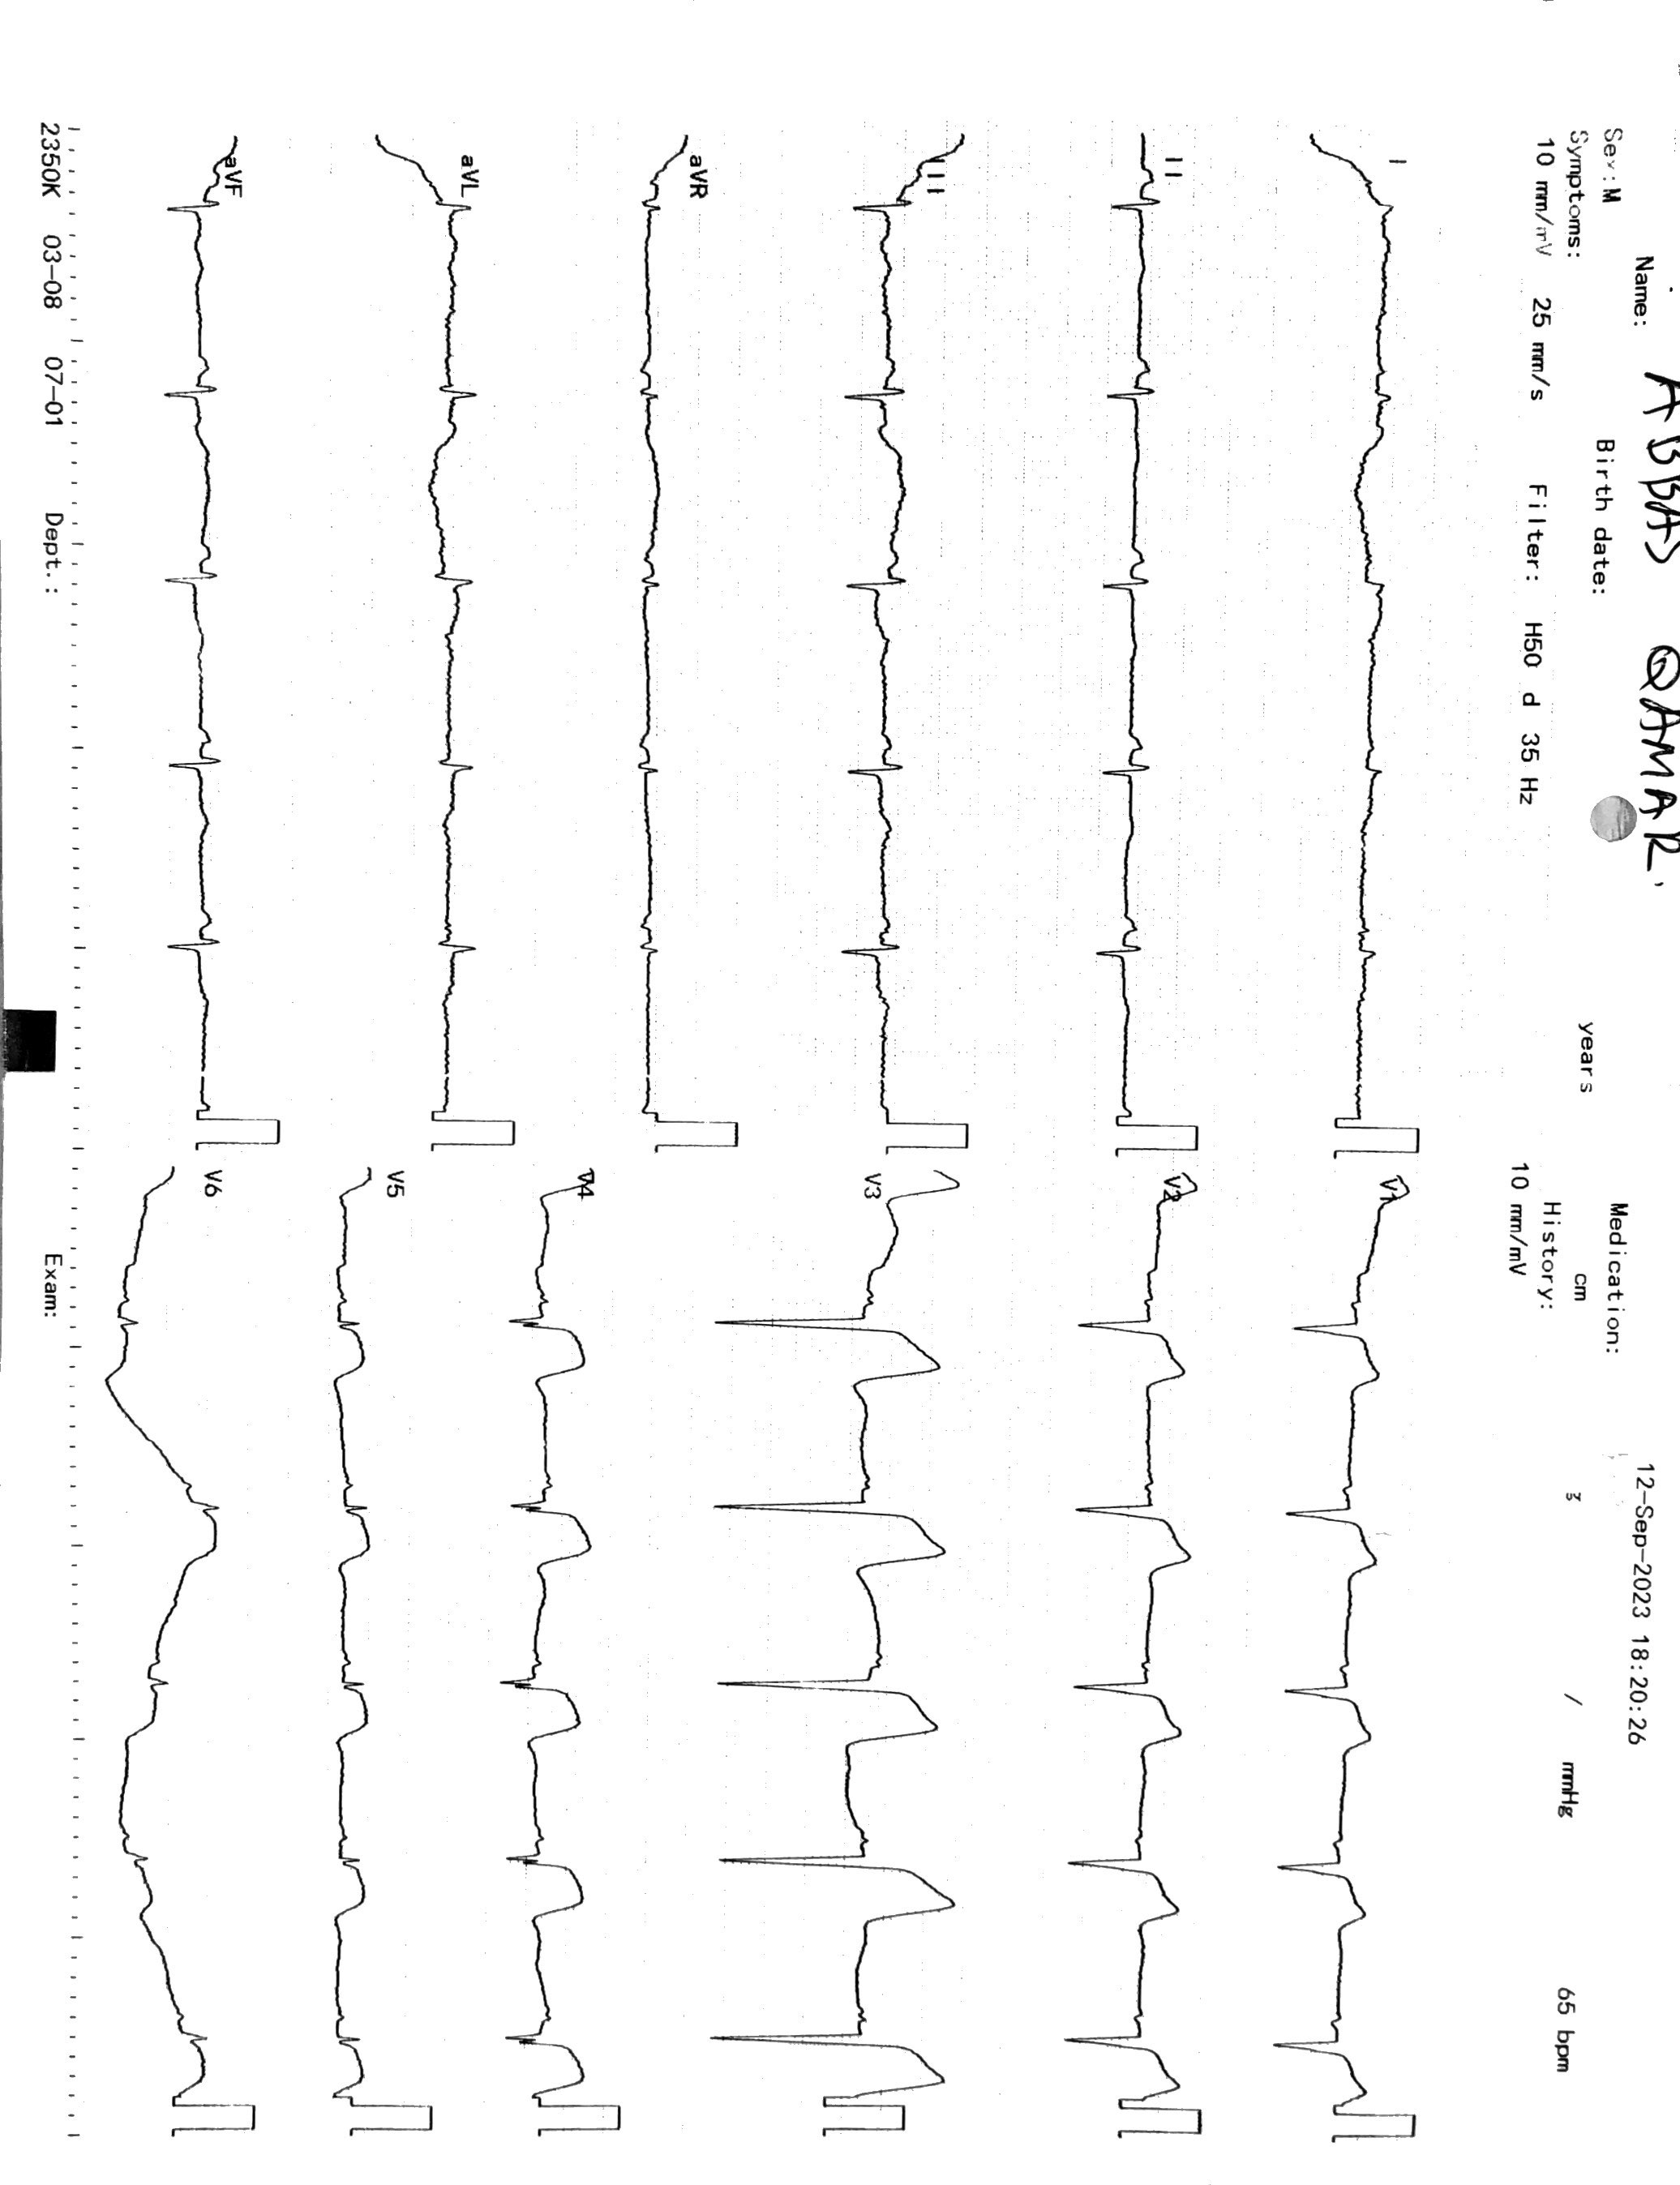 ABBAS QAMAR
Name: 12-Sep-2023 18:20:26
Sex: M Birth date: years Medication:
Symptoms: cm / mmHg 65 bpm
History:
10 mm/mV 25 mm/s Filter: H50 d 35 Hz 10 mm/mV
I V1
II V2
III V3
aVR V4
aVL V5
aVF V6
2350K 03-08 07-01 Dept.: Exam: